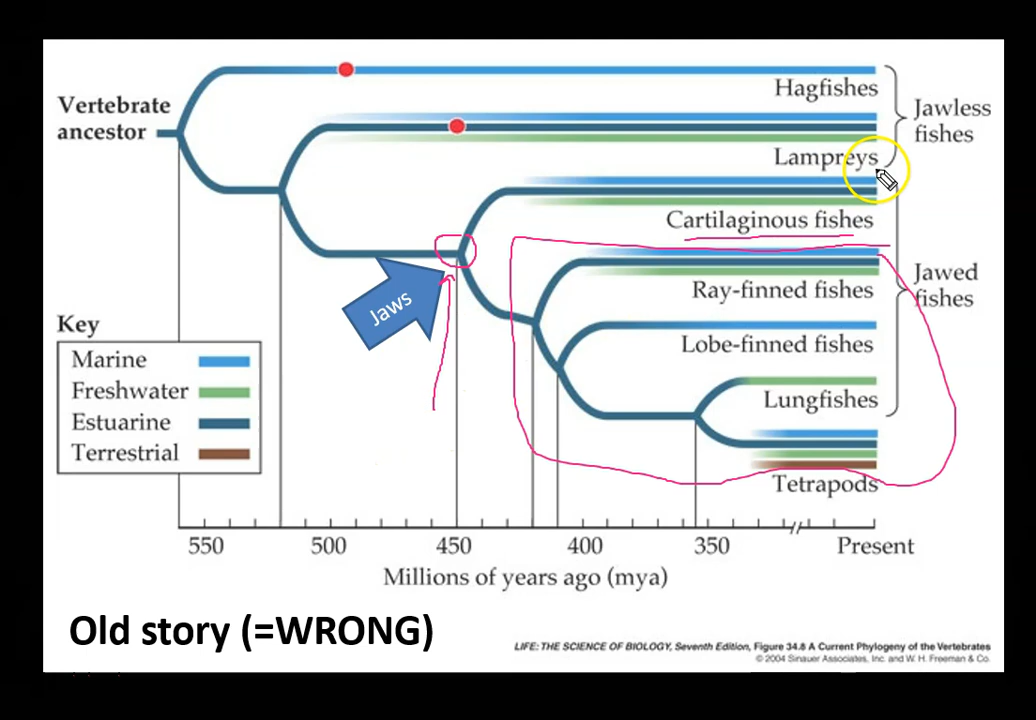 Hagfishes
Vertebrate
ancestor
Jawless
fishes
Lampreys
Cartilaginous fishes
Jaws
Ray-finned fishes
Jawed
fishes
Lobe-finned fishes
Lungfishes
Tetrapods
Key
Marine
Freshwater
Estuarine
Terrestrial
550 500 450 400 350 Present
Millions of years ago (mya)
Old story (=WRONG)
LIFE: THE SCIENCE OF BIOLOGY, Seventh Edition, Figure 34.8 A Current Phylogeny of the Vertebrates
© 2004 Sinauer Associates, Inc. and W. H. Freeman & Co.